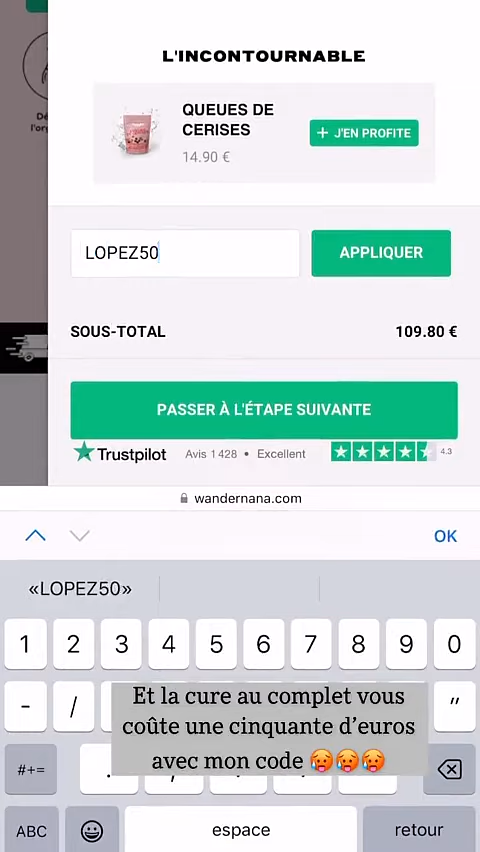 L'INCONTOURNABLE
QUEUES DE
CERISES
+ J'EN PROFITE
14.90 €
LOPEZ50
APPLIQUER
SOUS-TOTAL
109.80 €
PASSER À L'ÉTAPE SUIVANTE
Trustpilot
Avis 1 428 • Excellent
4.3
wandernana.com
OK
«LOPEZ50»
1 2 3 4 5 6 7 8 9 0
- / "
Et la cure au complet vous
coûte une cinquante d'euros
avec mon code 🥵🥵🥵
#+=
ABC
espace
retour